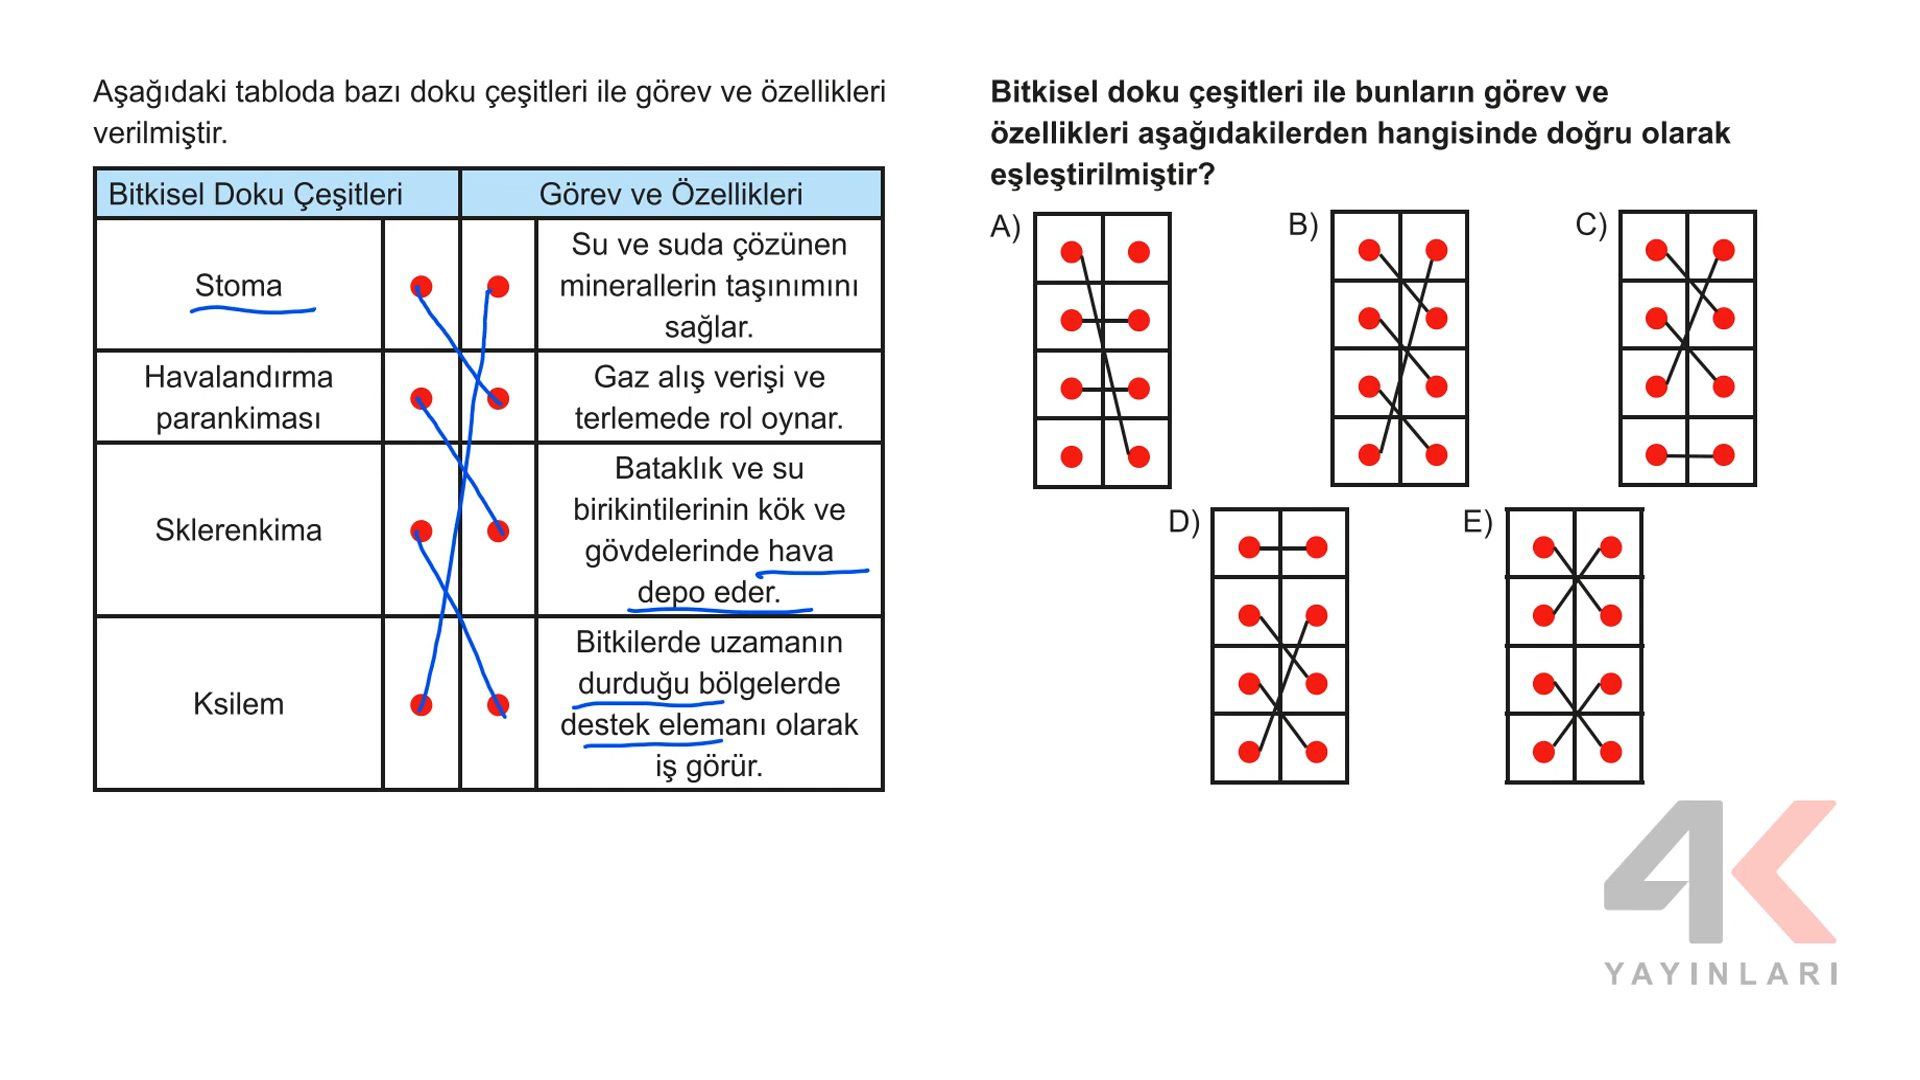 Aşağıdaki tabloda bazı doku çeşitleri ile görev ve özellikleri
verilmiştir.
Bitkisel Doku Çeşitleri
Görev ve Özellikleri
Stoma
Su ve suda çözünen
minerallerin taşınımını
sağlar.
Havalandırma
parankiması
Gaz alış verişi ve
terlemede rol oynar.
Sklerenkima
Bataklık ve su
birikintilerinin kök ve
gövdelerinde hava
depo eder.
Ksilem
Bitkilerde uzamanın
durduğu bölgelerde
destek elemanı olarak
iş görür.
Bitkisel doku çeşitleri ile bunların görev ve
özellikleri aşağıdakilerden hangisinde doğru olarak
eşleştirilmiştir?
A)
B)
C)
D)
E)
4K
YAYINLARI